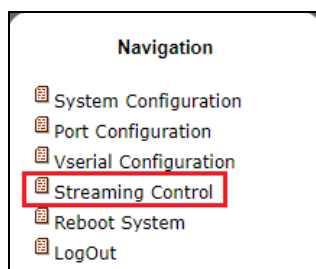 Navigation
System Configuration
Port Configuration
Vserial Configuration
Streaming Control
Reboot System
LogOut